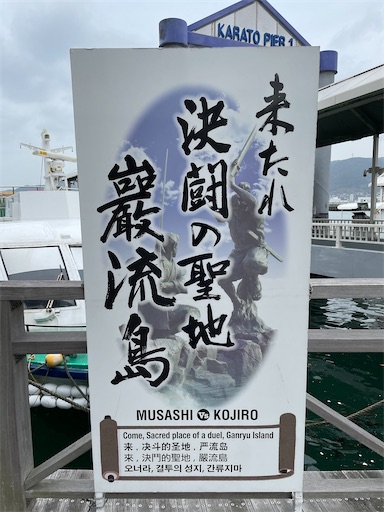 KARATO PIER 1
来たれ
決闘の聖地
巖流島
MUSASHI Vs KOJIRO
Come, Sacred place of a duel, Ganryu Island
来，决斗的圣地，严流岛
來，決鬥的聖地，嚴流島
오너라, 결투의 성지, 간류지마